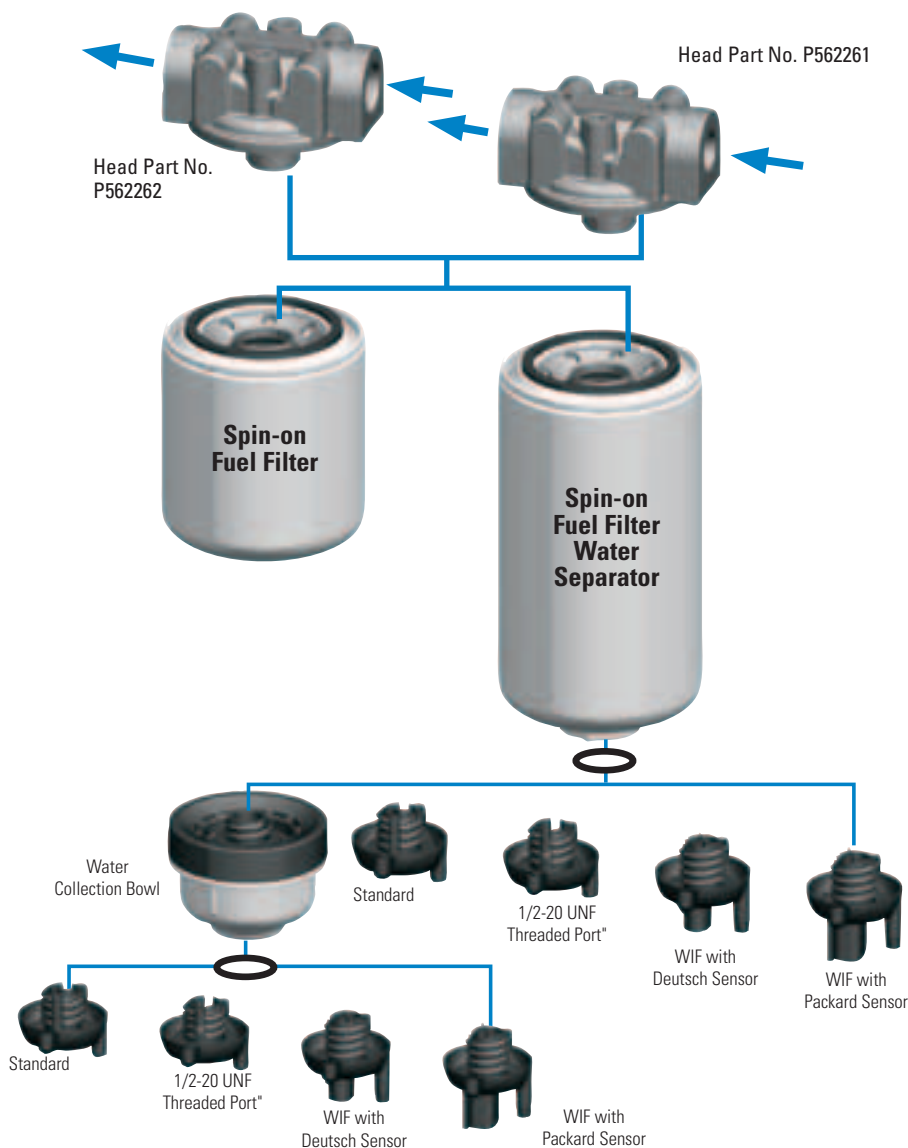 Head Part No. P562261
Head Part No.
P562262
Spin-on
Fuel Filter
Spin-on
Fuel Filter
Water
Separator
Water
Collection Bowl
Standard
1/2-20 UNF
Threaded Port"
WIF with
Deutsch Sensor
WIF with
Packard Sensor
Standard
1/2-20 UNF
Threaded Port"
WIF with
Deutsch Sensor
WIF with
Packard Sensor